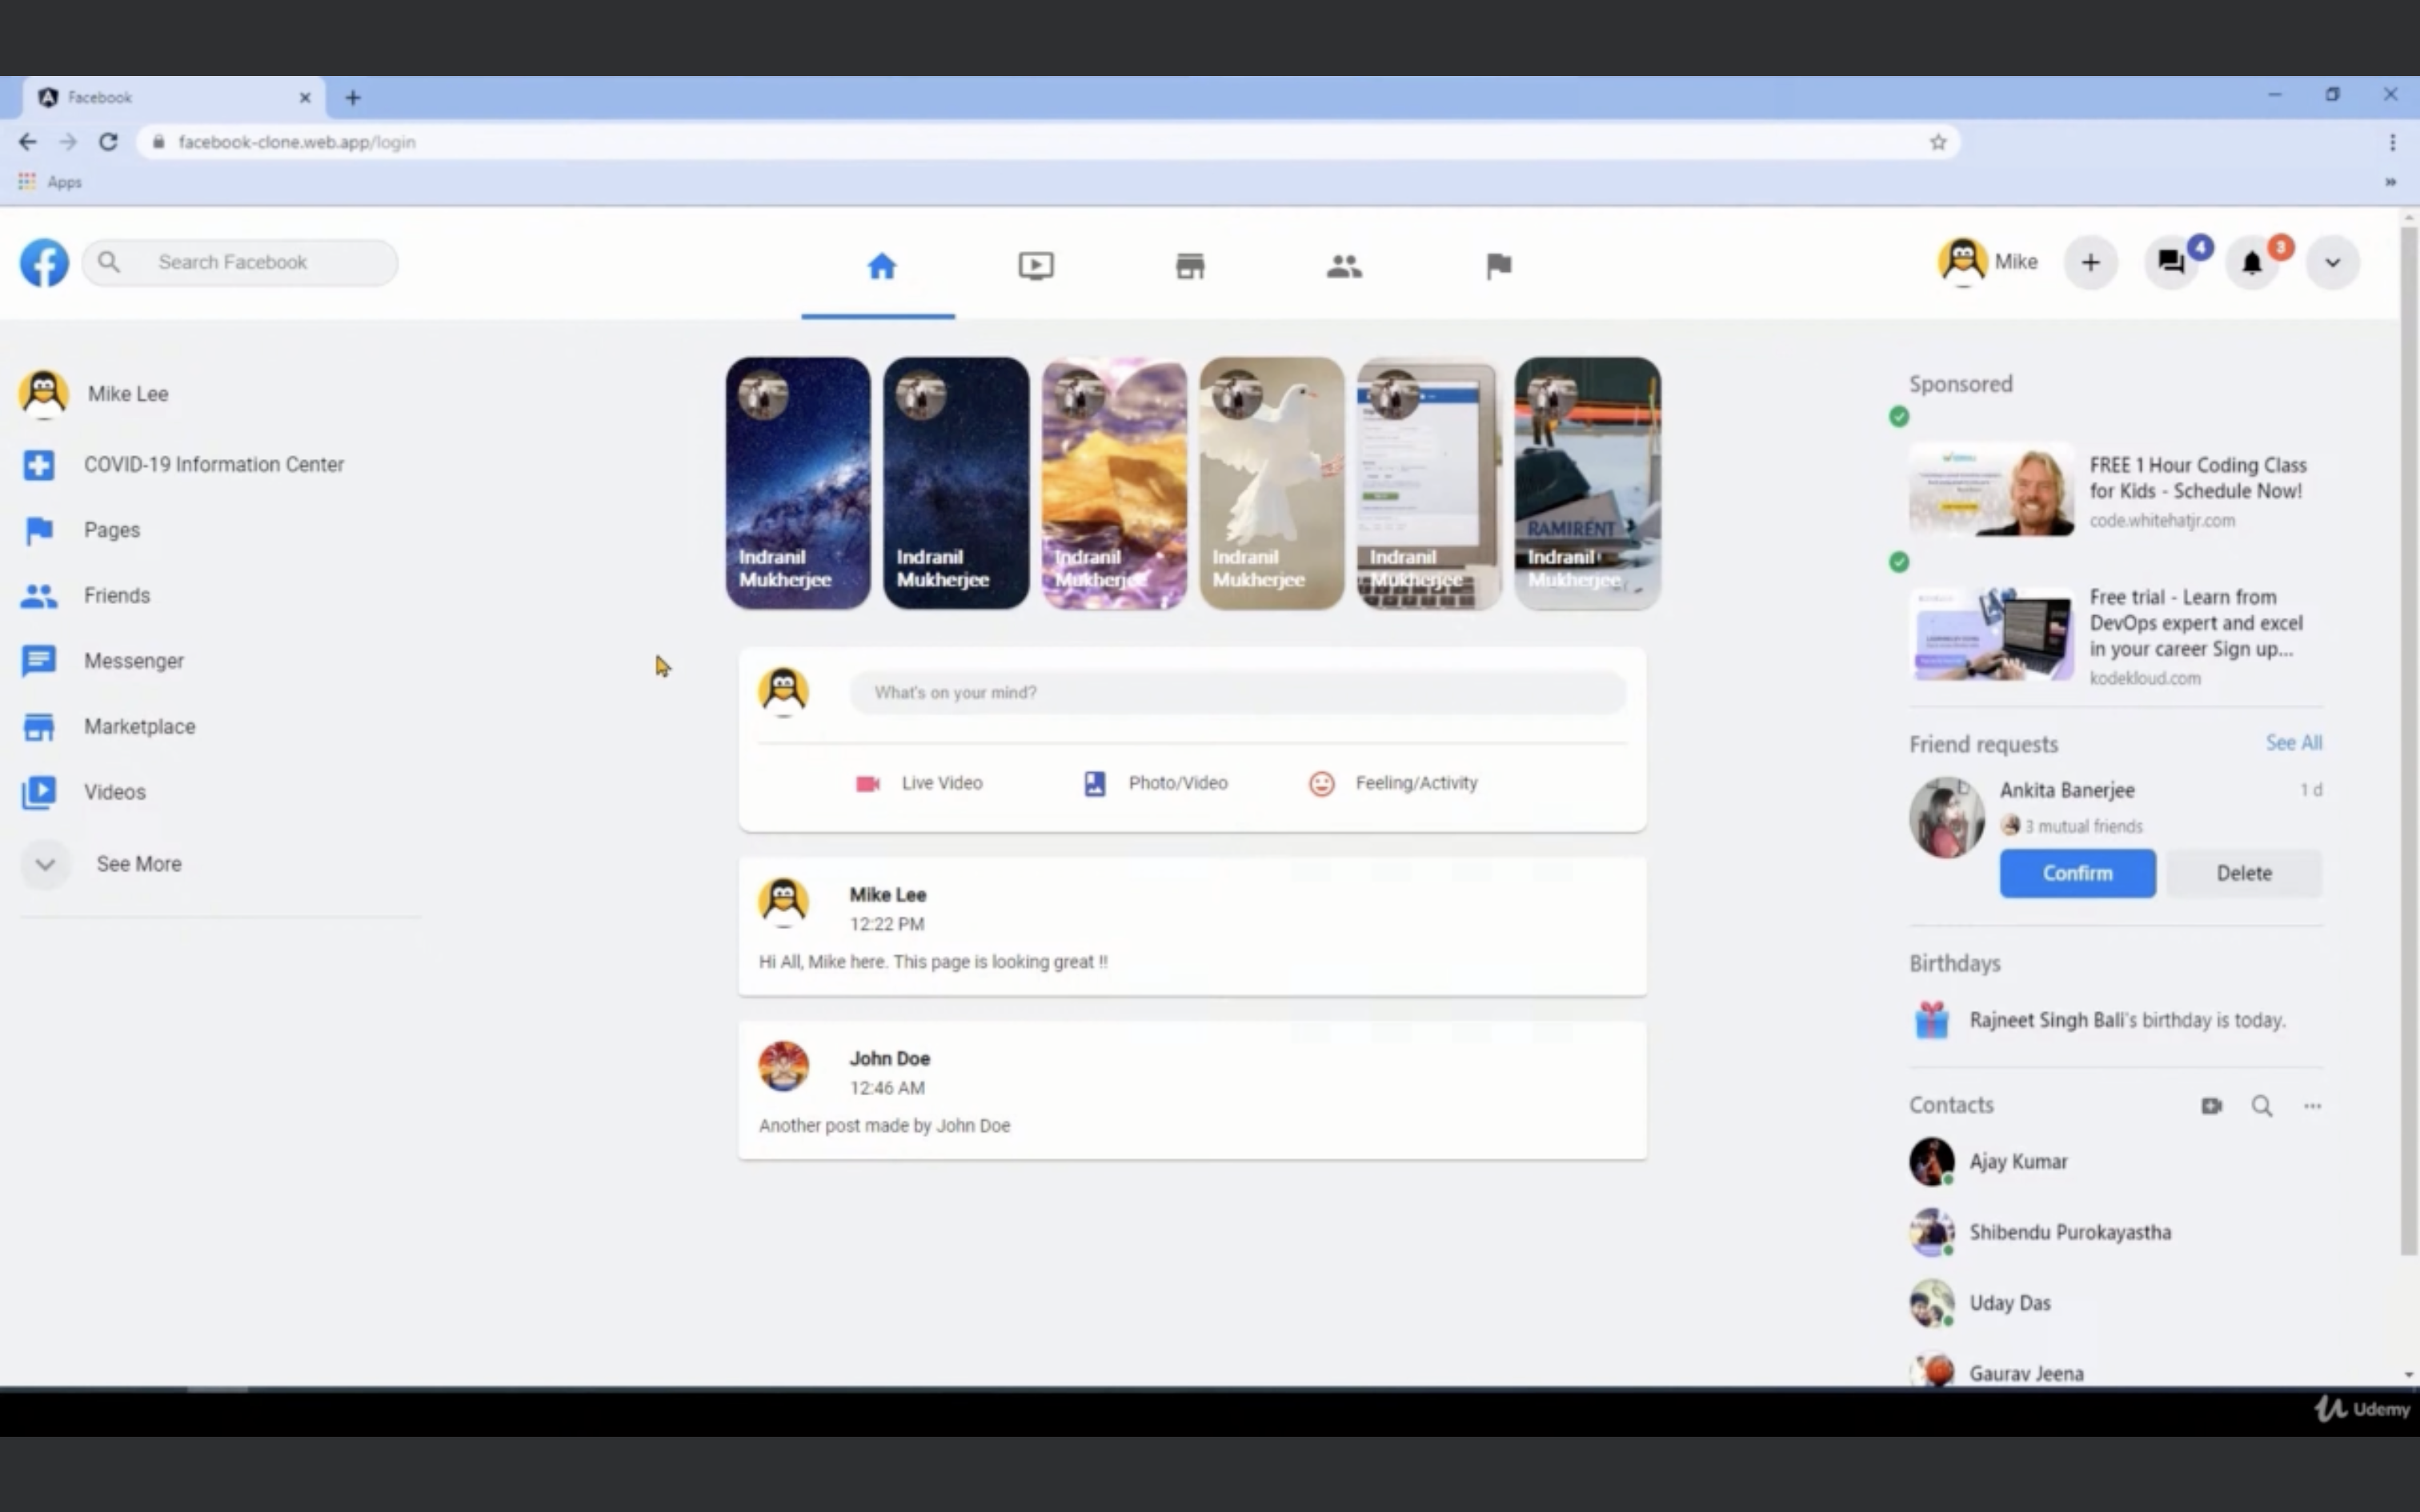 Facebook
facebook-clone.web.app/login
Apps
Search Facebook
Mike
4
3
Mike Lee
COVID-19 Information Center
Pages
Friends
Messenger
Marketplace
Videos
See More
Indranil
Mukherjee
Indranil
Mukherjee
Indranil
Mukherjee
Indranil
Mukherjee
Indranil
Mukherjee
RAMIRENT
Indranil
Mukherjee
What's on your mind?
Live Video
Photo/Video
Feeling/Activity
Mike Lee
12:22 PM
Hi All, Mike here. This page is looking great !!
John Doe
12:46 AM
Another post made by John Doe
Sponsored
FREE 1 Hour Coding Class
for Kids - Schedule Now!
code.whitehatjr.com
Free trial - Learn from
DevOps expert and excel
in your career Sign up...
kodekloud.com
Friend requests
See All
Ankita Banerjee
1 d
3 mutual friends
Confirm
Delete
Birthdays
Rajneet Singh Bali's birthday is today.
Contacts
Ajay Kumar
Shibendu Purokayastha
Uday Das
Gaurav Jeena
Udemy